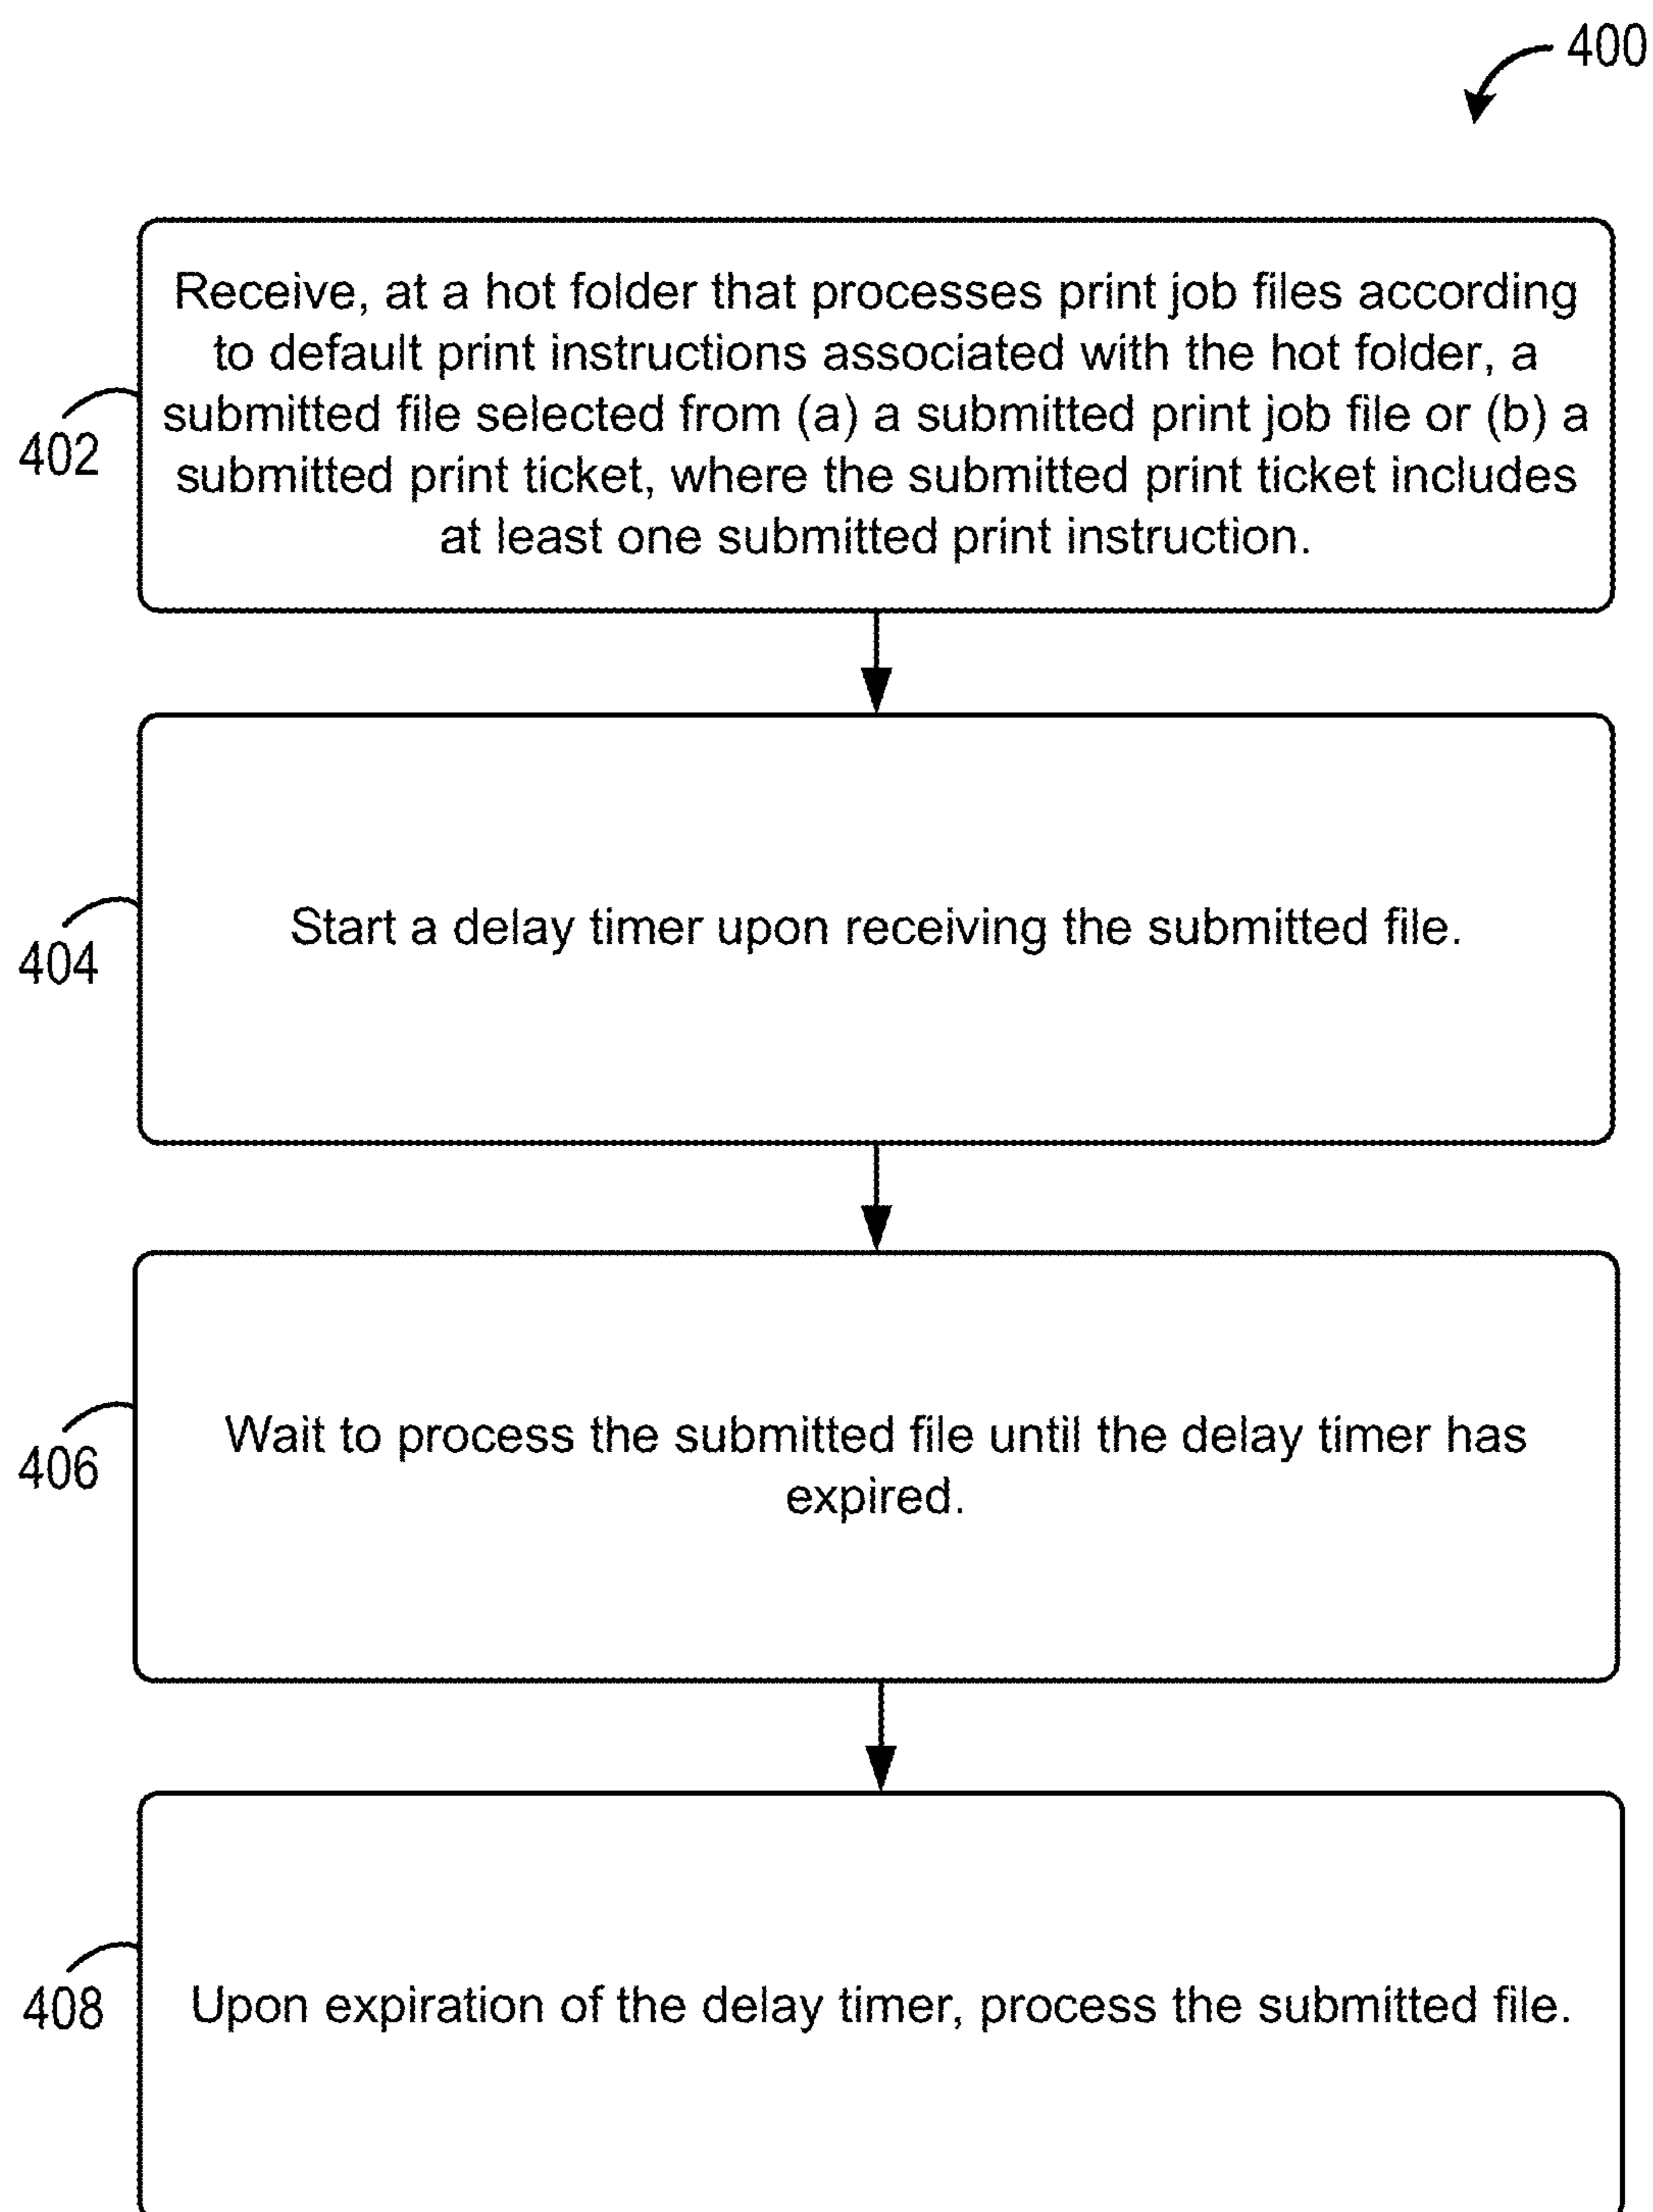 400
Receive, at a hot folder that processes print job files according
to default print instructions associated with the hot folder, a
submitted file selected from (a) a submitted print job file or (b) a
submitted print ticket, where the submitted print ticket includes
at least one submitted print instruction.
402
Start a delay timer upon receiving the submitted file.
404
Wait to process the submitted file until the delay timer has
expired.
406
Upon expiration of the delay timer, process the submitted file.
408